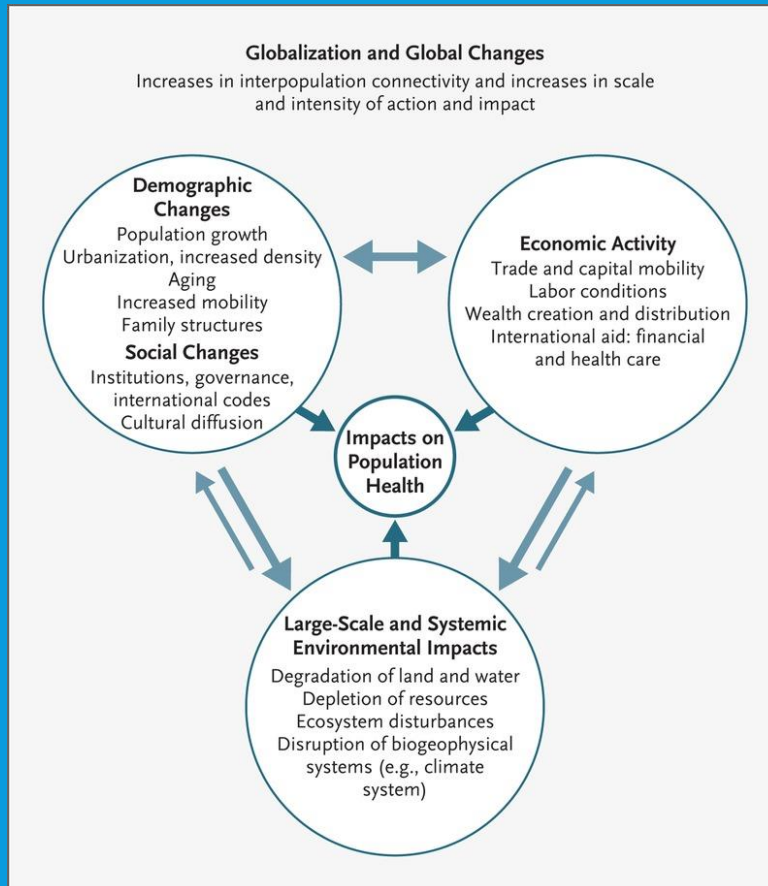 Globalization and Global Changes
Increases in interpopulation connectivity and increases in scale
and intensity of action and impact
Demographic
Changes
Population growth
Urbanization, increased density
Aging
Increased mobility
Family structures
Social Changes
Institutions, governance,
international codes
Cultural diffusion
Economic Activity
Trade and capital mobility
Labor conditions
Wealth creation and distribution
International aid: financial
and health care
Impacts on
Population
Health
Large-Scale and Systemic
Environmental Impacts
Degradation of land and water
Depletion of resources
Ecosystem disturbances
Disruption of biogeophysical
systems (e.g., climate
system)